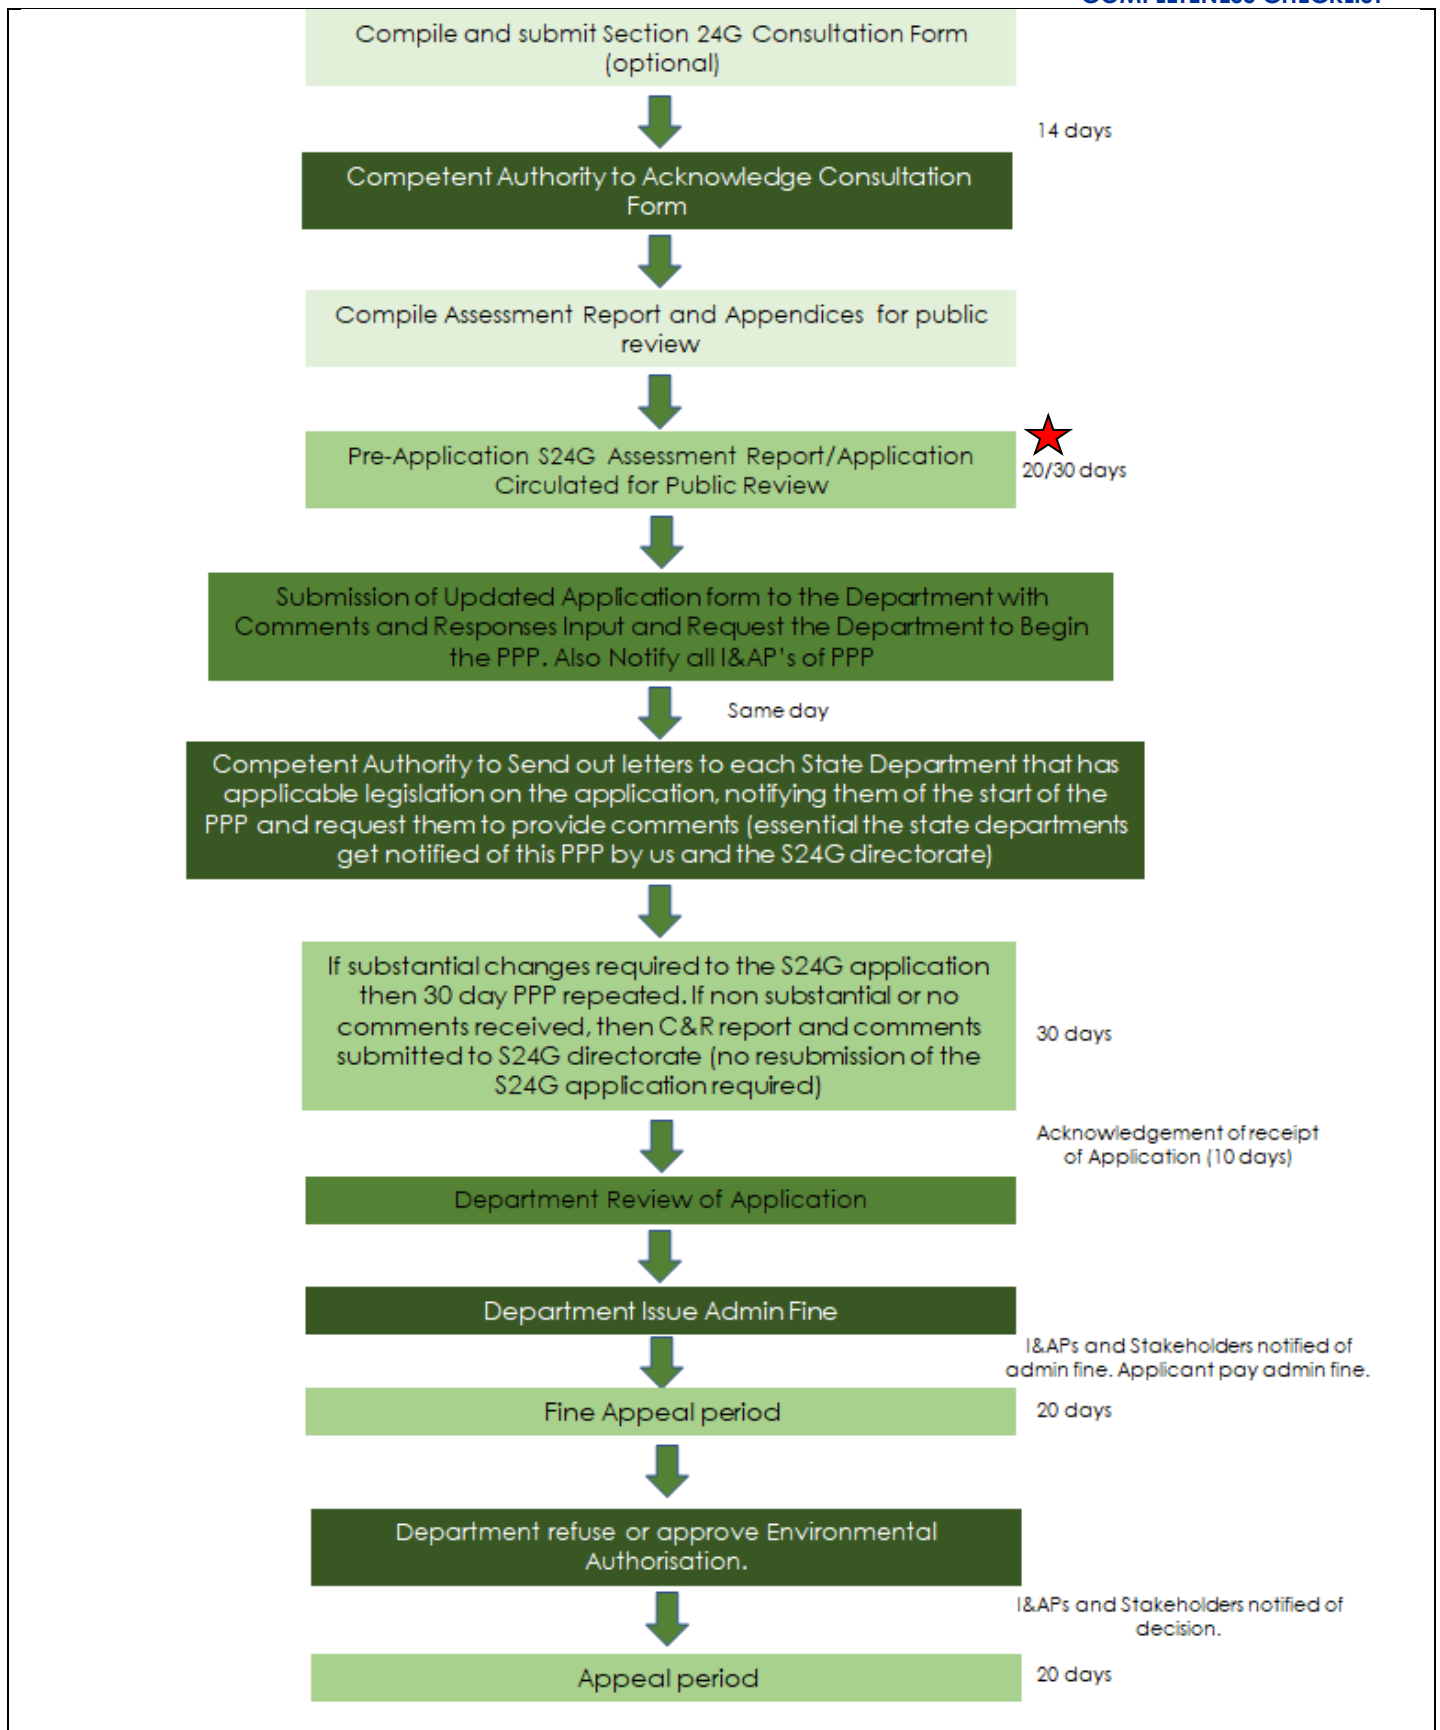 COMPLETENESS CHECKLIST
Compile and submit Section 24G Consultation Form
(optional)
14 days
Competent Authority to Acknowledge Consultation
Form
Compile Assessment Report and Appendices for public
review
Pre-Application S24G Assessment Report/Application
Circulated for Public Review
20/30 days
Submission of Updated Application form to the Department with
Comments and Responses Input and Request the Department to Begin
the PPP. Also Notify all I&AP's of PPP
Same day
Competent Authority to Send out letters to each State Department that has
applicable legislation on the application, notifying them of the start of the
PPP and request them to provide comments (essential the state departments
get notified of this PPP by us and the S24G directorate)
If substantial changes required to the S24G application
then 30 day PPP repeated. If non substantial or no
comments received, then C&R report and comments
submitted to S24G directorate (no resubmission of the
S24G application required)
30 days
Acknowledgement of receipt
of Application (10 days)
Department Review of Application
Department Issue Admin Fine
I&APs and Stakeholders notified of
admin fine. Applicant pay admin fine.
Fine Appeal period
20 days
Department refuse or approve Environmental
Authorisation.
I&APs and Stakeholders notified of
decision.
Appeal period
20 days